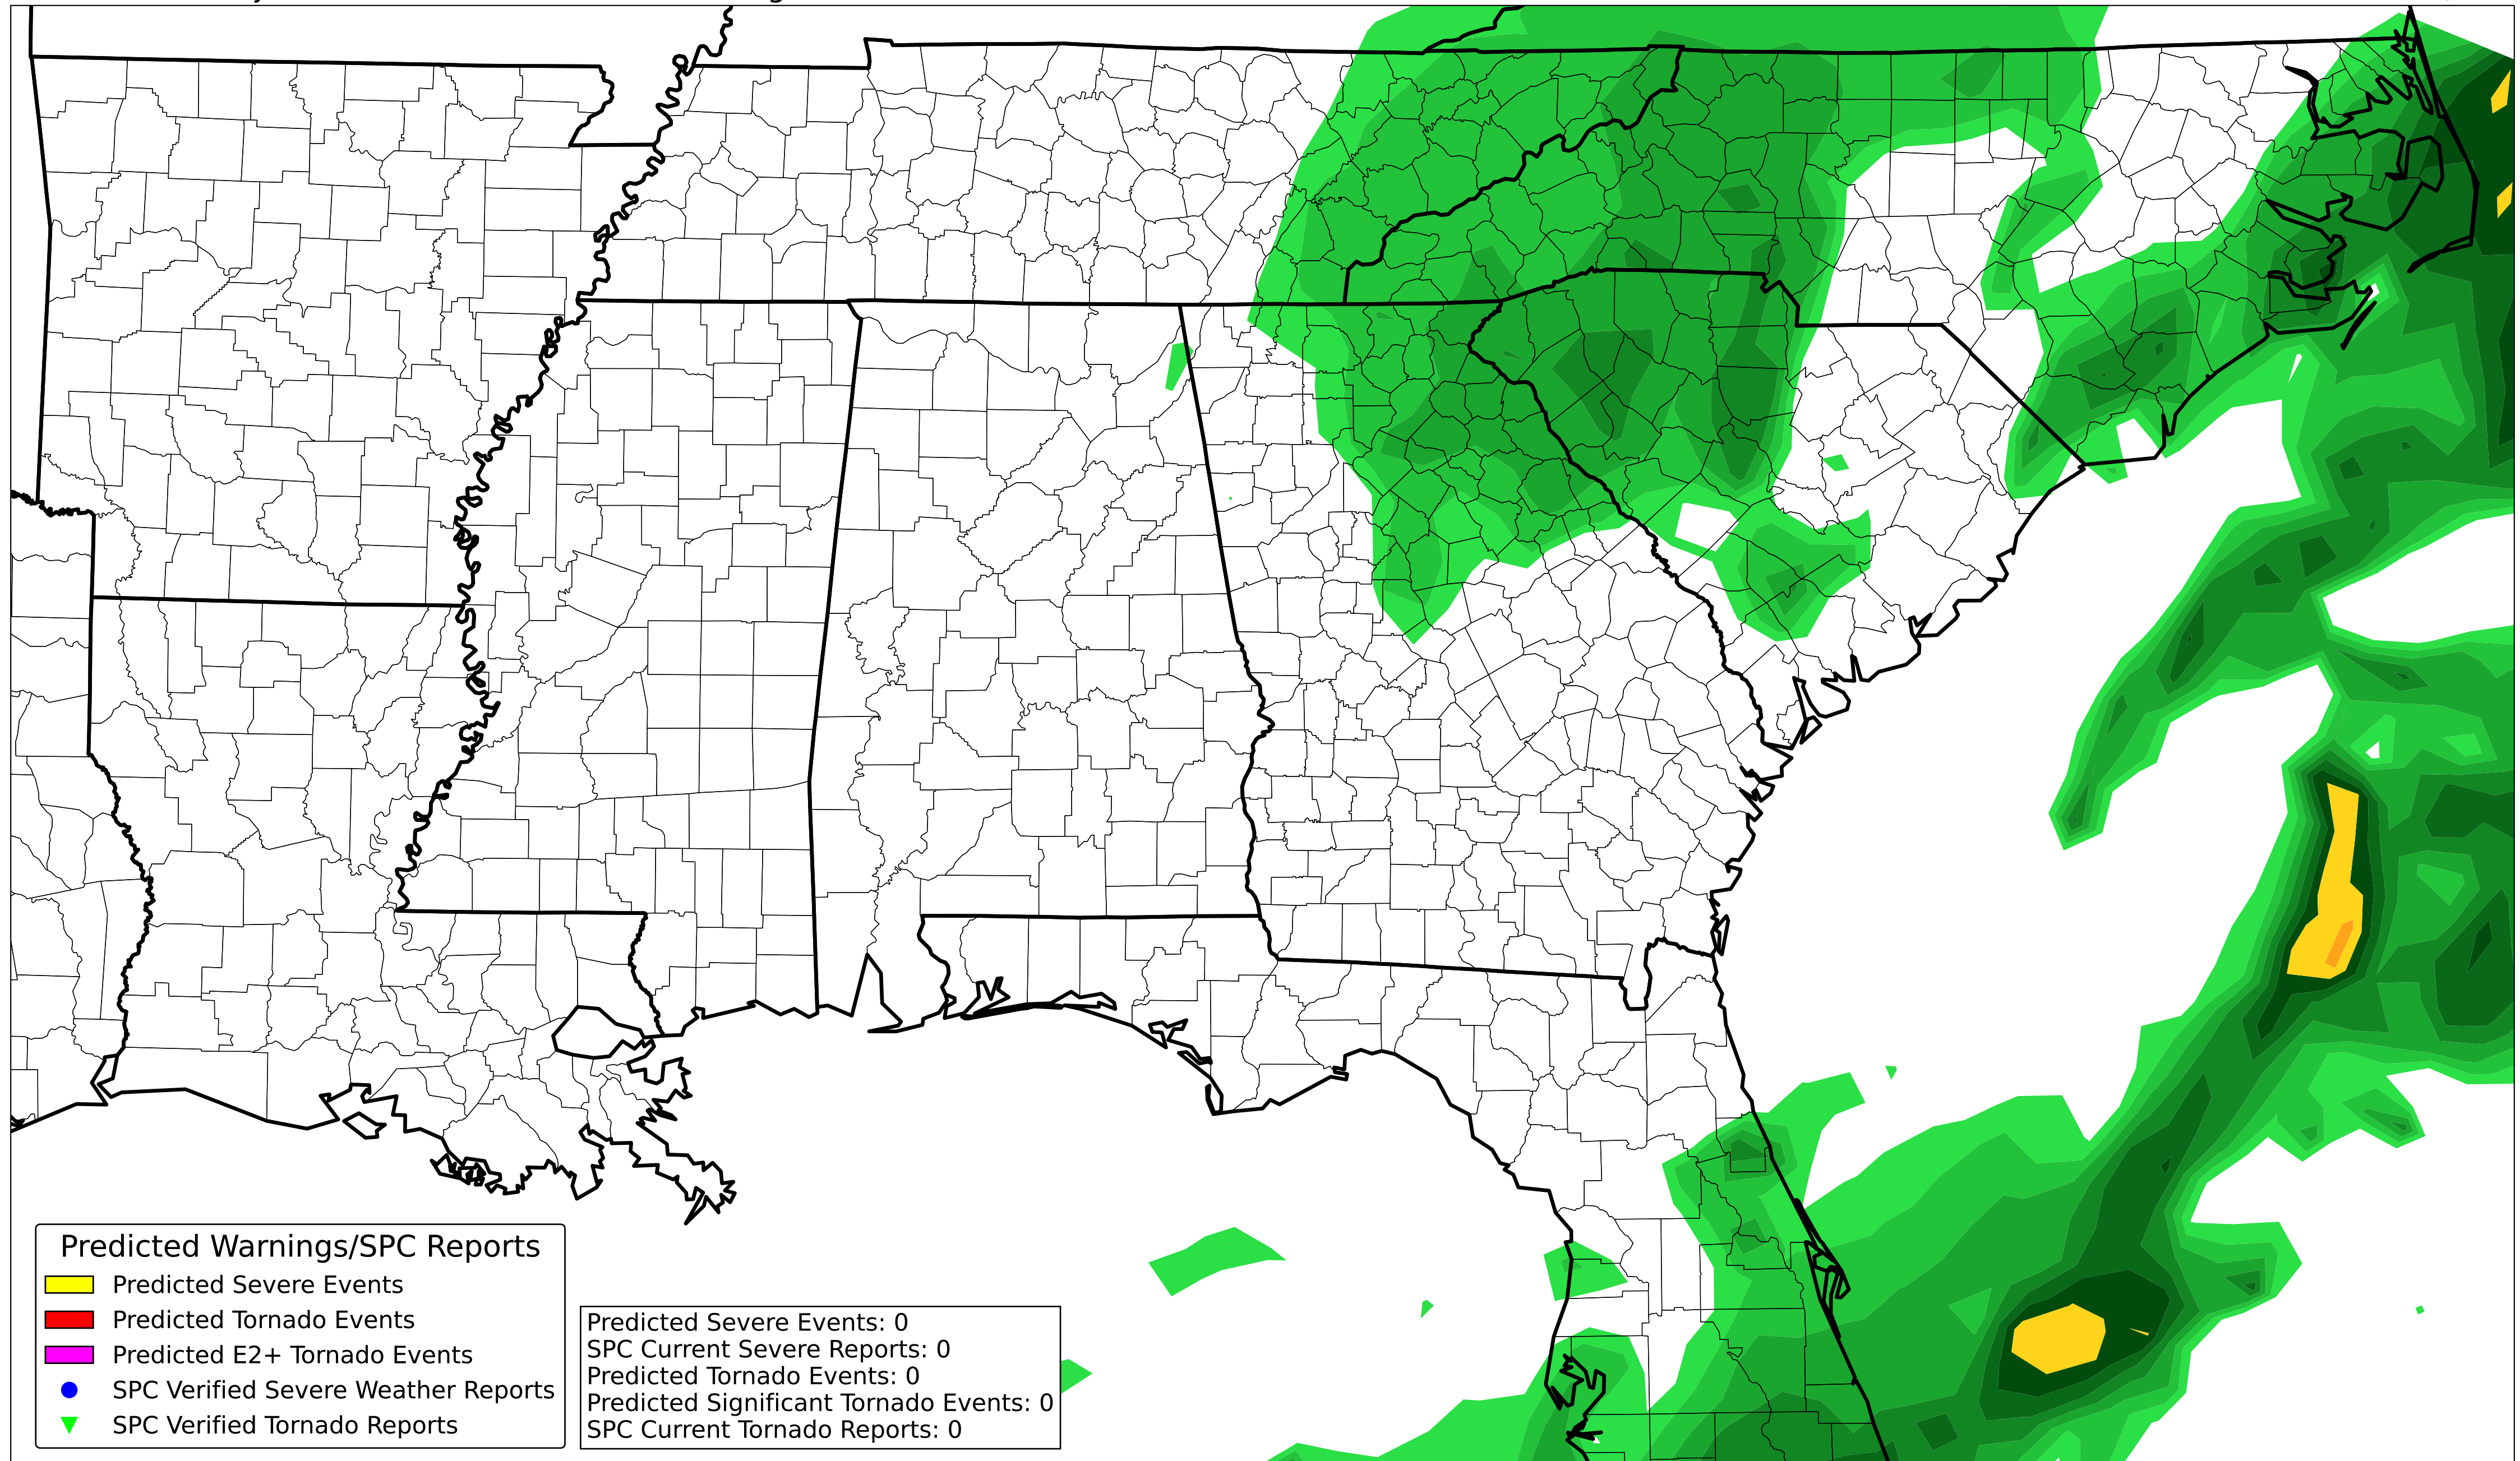 Predicted Warnings/SPC Reports
Predicted Severe Events
Predicted Tornado Events
Predicted E2+ Tornado Events
SPC Verified Severe Weather Reports
SPC Verified Tornado Reports
Predicted Severe Events: 0
SPC Current Severe Reports: 0
Predicted Tornado Events: 0
Predicted Significant Tornado Events: 0
SPC Current Tornado Reports: 0